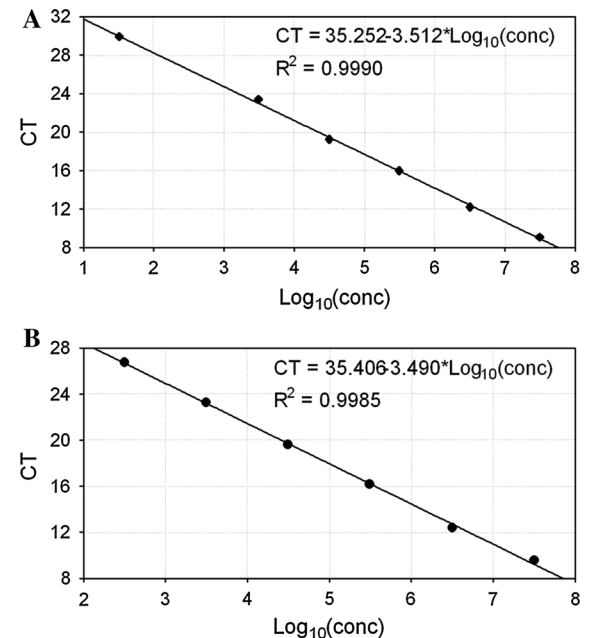 A
32
28
24
20
16
12
8
CT
CT = 35.252-3.512*Log10(conc)
R2 = 0.9990
1 2 3 4 5 6 7 8
Log10(conc)
B
28
24
20
16
12
8
CT
CT = 35.406-3.490*Log10(conc)
R2 = 0.9985
2 3 4 5 6 7 8
Log10(conc)